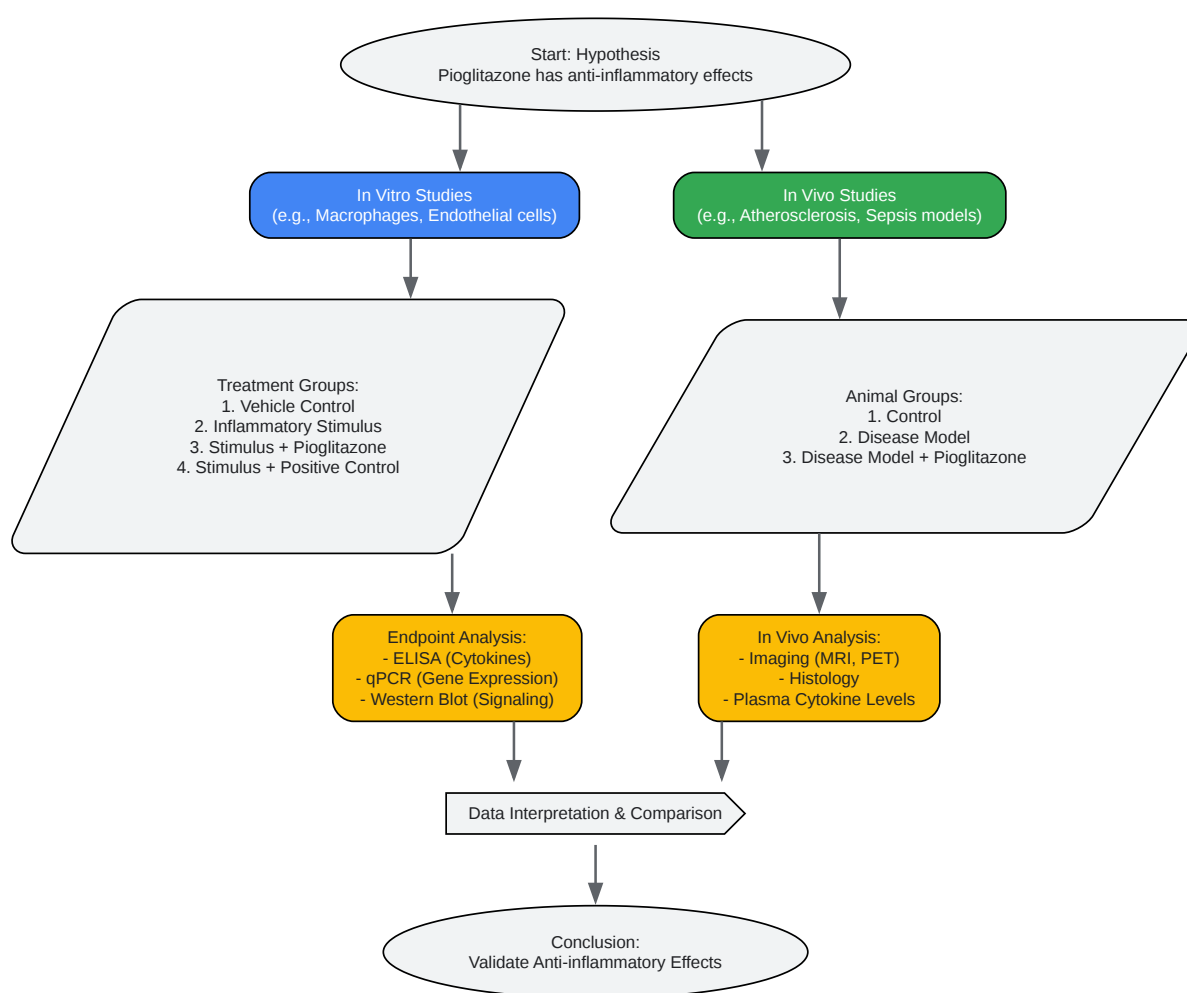 Start: Hypothesis
Pioglitazone has anti-inflammatory effects
In Vitro Studies
(e.g., Macrophages, Endothelial cells)
In Vivo Studies
(e.g., Atherosclerosis, Sepsis models)
Treatment Groups:
1. Vehicle Control
2. Inflammatory Stimulus
3. Stimulus + Pioglitazone
4. Stimulus + Positive Control
Animal Groups:
1. Control
2. Disease Model
3. Disease Model + Pioglitazone
Endpoint Analysis:
- ELISA (Cytokines)
- qPCR (Gene Expression)
- Western Blot (Signaling)
In Vivo Analysis:
- Imaging (MRI, PET)
- Histology
- Plasma Cytokine Levels
Data Interpretation & Comparison
Conclusion:
Validate Anti-inflammatory Effects